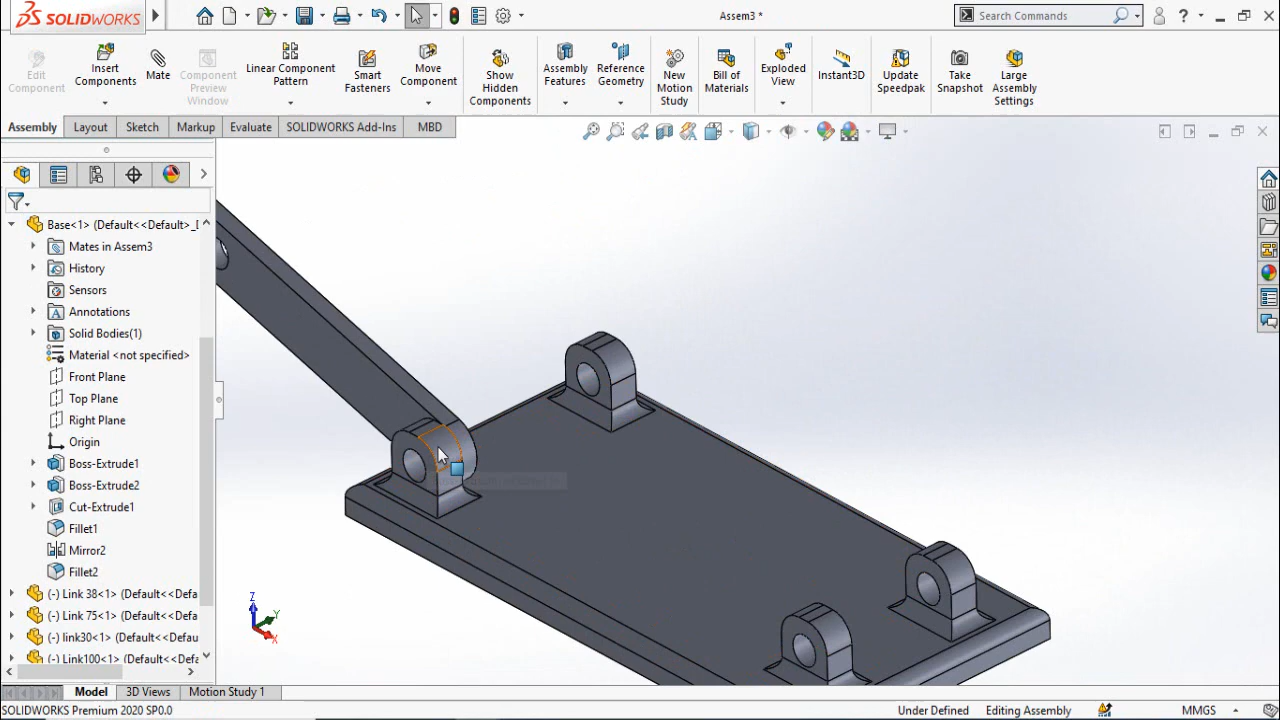 SOLIDWORKS
Assem3 *
Search Commands
?
Edit Component
Insert Components
Mate
Component Preview Window
Linear Component Pattern
Smart Fasteners
Move Component
Show Hidden Components
Assembly Features
Reference Geometry
New Motion Study
Bill of Materials
Exploded View
Instant3D
Update Speedpak
Take Snapshot
Large Assembly Settings
Assembly
Layout
Sketch
Markup
Evaluate
SOLIDWORKS Add-Ins
MBD
Base<1> (Default<<Default>_D
Mates in Assem3
History
Sensors
Annotations
Solid Bodies(1)
Material <not specified>
Front Plane
Top Plane
Right Plane
Origin
Boss-Extrude1
Boss-Extrude2
Cut-Extrude1
Fillet1
Mirror2
Fillet2
(-) Link 38<1> (Default<<Defa
(-) Link 75<1> (Default<<Defa
(-) link30<1> (Default<<Defau
(-) Link100<1> (Default<<Defa
Z
Y
X
Model
3D Views
Motion Study 1
SOLIDWORKS Premium 2020 SP0.0
Under Defined
Editing Assembly
MMGS